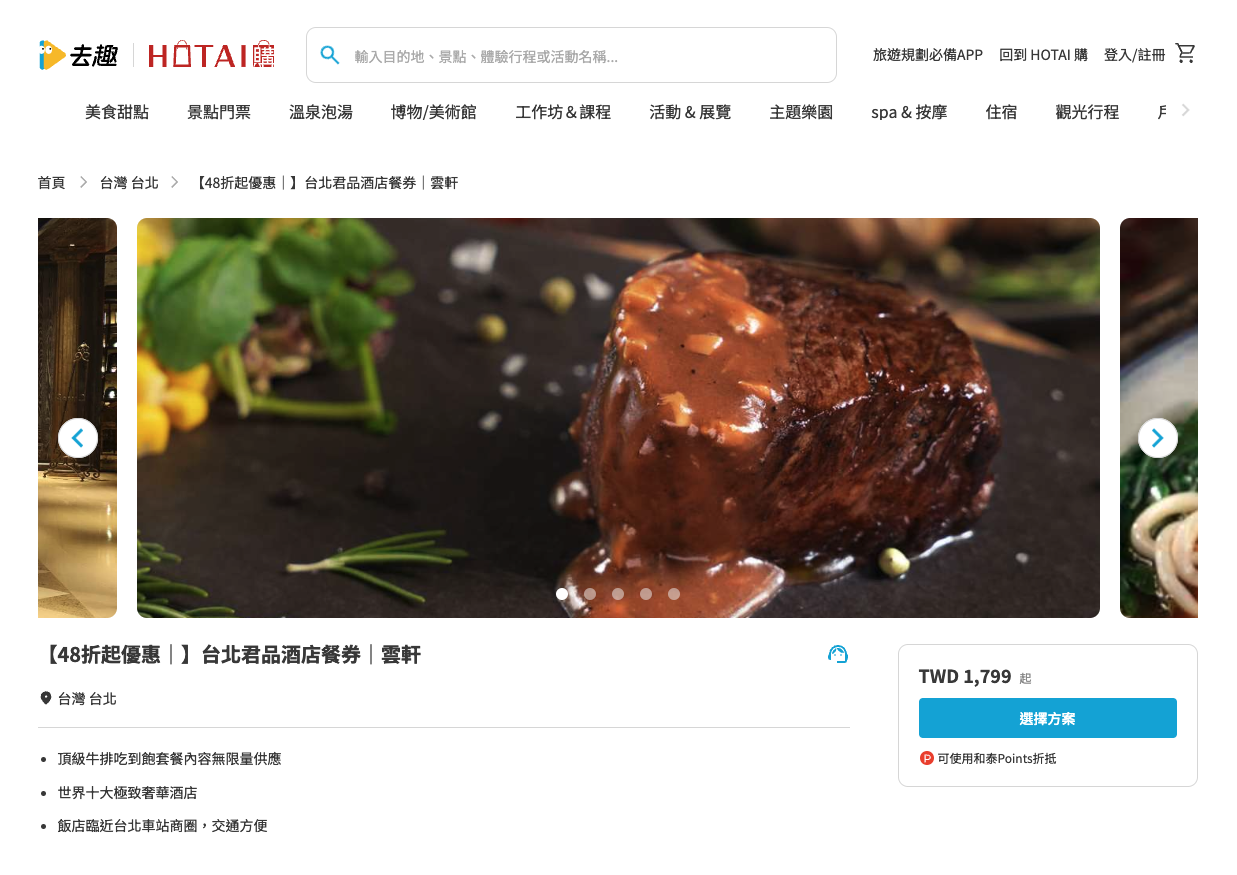 去趣
HOTAI 購
輸入目的地、景點、體驗行程或活動名稱...
旅遊規劃必備APP
回到 HOTAI 購
登入/註冊
美食甜點
景點門票
溫泉泡湯
博物/美術館
工作坊＆課程
活動 & 展覽
主題樂園
spa & 按摩
住宿
觀光行程
首頁
台灣 台北
【48折起優惠｜】台北君品酒店餐券｜雲軒
【48折起優惠｜】台北君品酒店餐券｜雲軒
台灣 台北
頂級牛排吃到飽套餐內容無限量供應
世界十大極致奢華酒店
飯店臨近台北車站商圈，交通方便
TWD 1,799 起
選擇方案
P 可使用和泰Points折抵